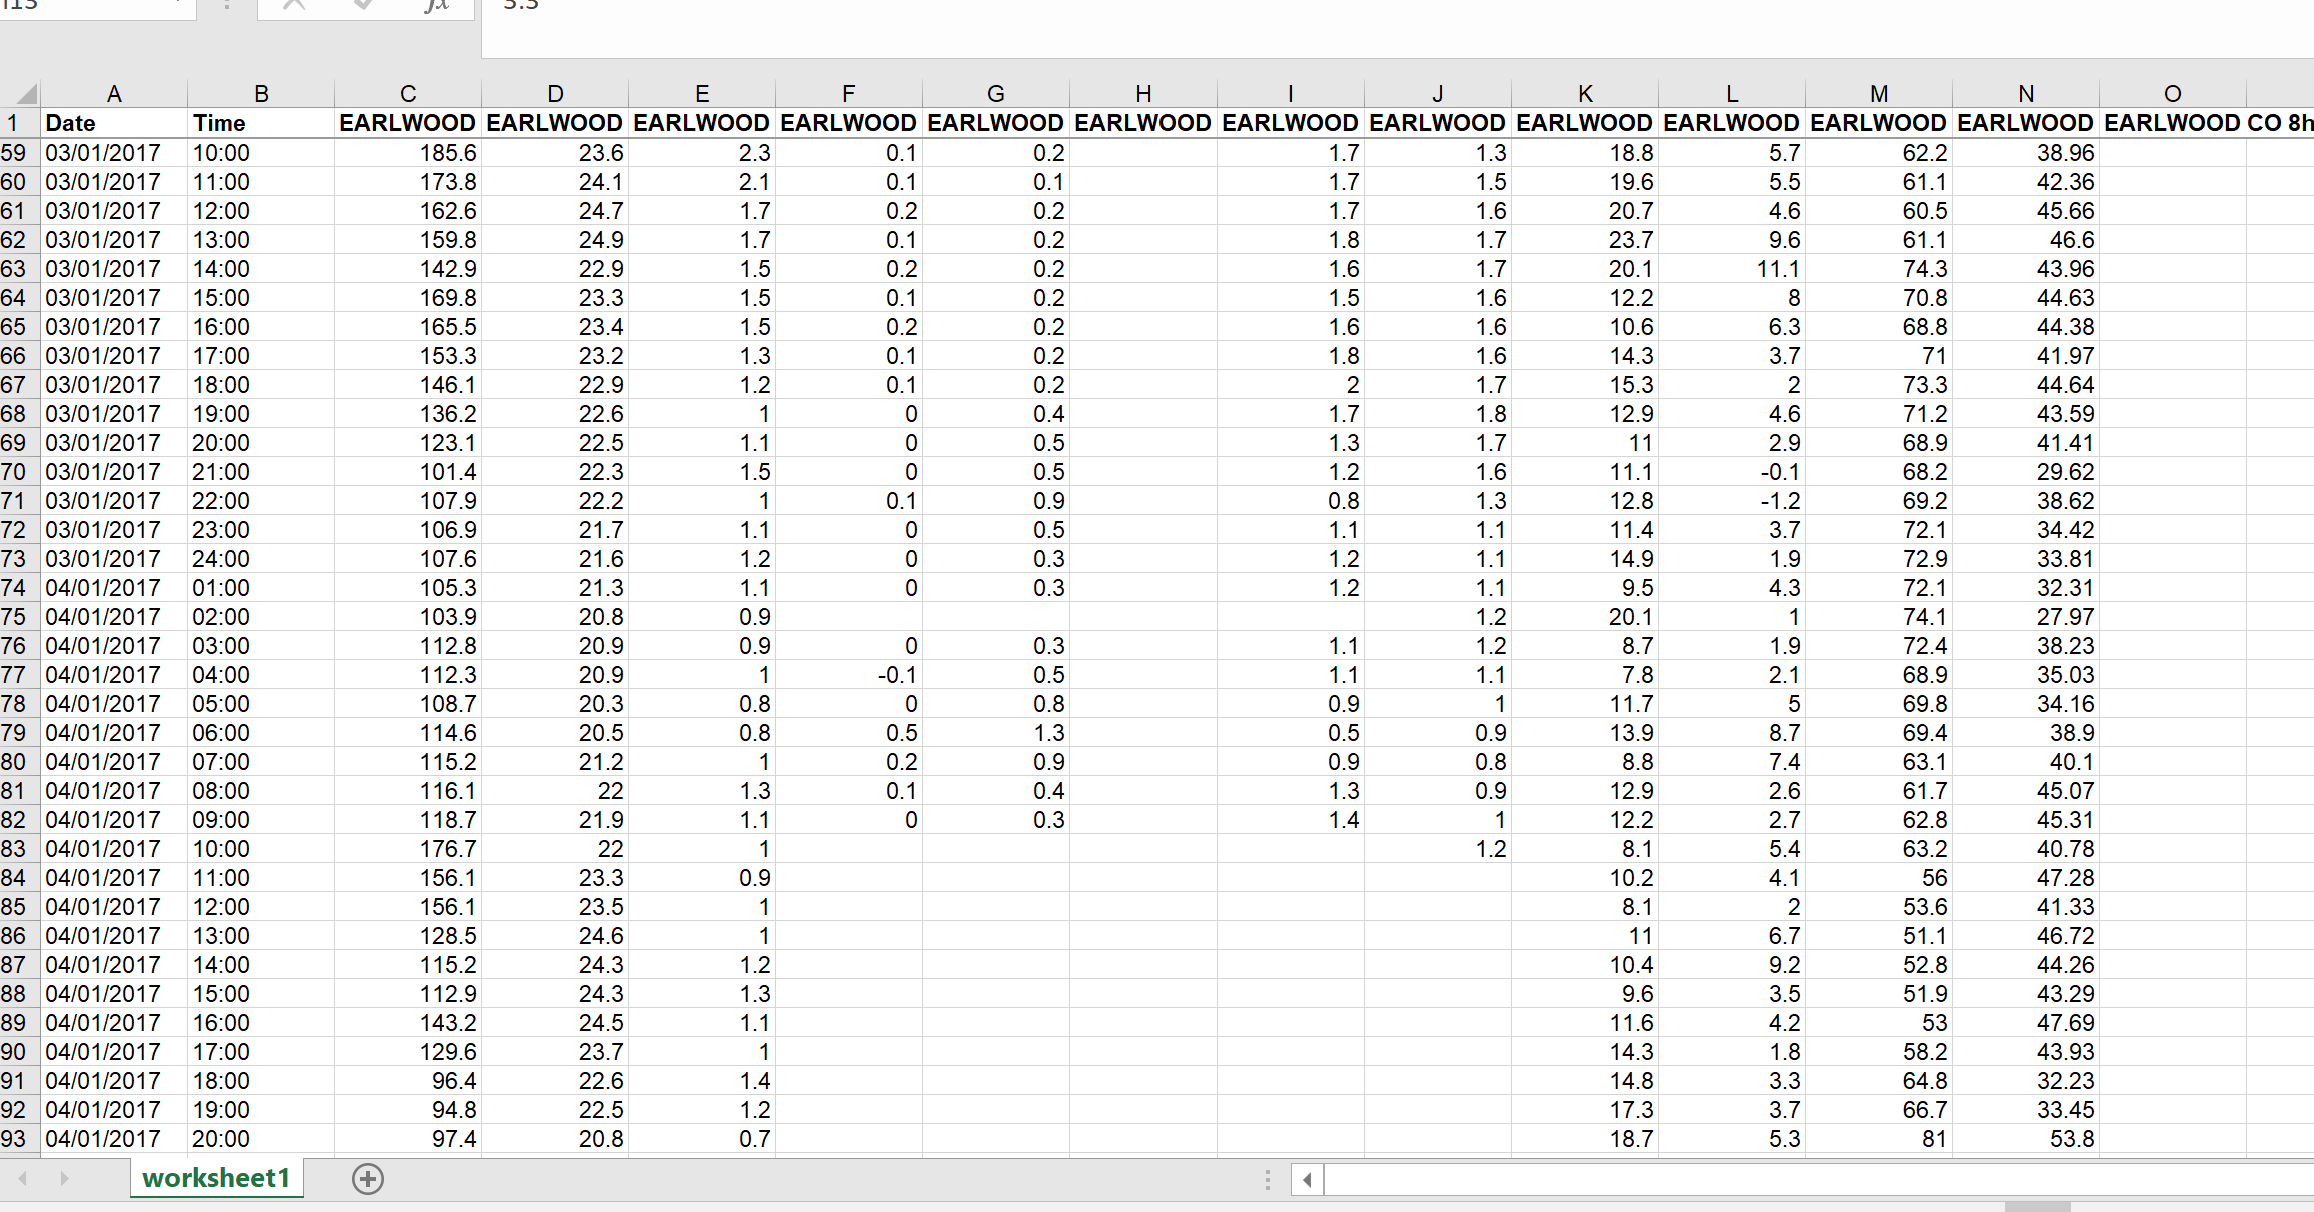 fx 3.3
A B C D E F G H I J K L M N O
1 Date Time EARLWOOD EARLWOOD EARLWOOD EARLWOOD EARLWOOD EARLWOOD EARLWOOD EARLWOOD EARLWOOD EARLWOOD EARLWOOD EARLWOOD EARLWOOD CO 8h
59 03/01/2017 10:00 185.6 23.6 2.3 0.1 0.2 1.7 1.3 18.8 5.7 62.2 38.96
60 03/01/2017 11:00 173.8 24.1 2.1 0.1 0.1 1.7 1.5 19.6 5.5 61.1 42.36
61 03/01/2017 12:00 162.6 24.7 1.7 0.2 0.2 1.7 1.6 20.7 4.6 60.5 45.66
62 03/01/2017 13:00 159.8 24.9 1.7 0.1 0.2 1.8 1.7 23.7 9.6 61.1 46.6
63 03/01/2017 14:00 142.9 22.9 1.5 0.2 0.2 1.6 1.7 20.1 11.1 74.3 43.96
64 03/01/2017 15:00 169.8 23.3 1.5 0.1 0.2 1.5 1.6 12.2 8 70.8 44.63
65 03/01/2017 16:00 165.5 23.4 1.5 0.2 0.2 1.6 1.6 10.6 6.3 68.8 44.38
66 03/01/2017 17:00 153.3 23.2 1.3 0.1 0.2 1.8 1.6 14.3 3.7 71 41.97
67 03/01/2017 18:00 146.1 22.9 1.2 0.1 0.2 2 1.7 15.3 2 73.3 44.64
68 03/01/2017 19:00 136.2 22.6 1 0 0.4 1.7 1.8 12.9 4.6 71.2 43.59
69 03/01/2017 20:00 123.1 22.5 1.1 0 0.5 1.3 1.7 11 2.9 68.9 41.41
70 03/01/2017 21:00 101.4 22.3 1.5 0 0.5 1.2 1.6 11.1 -0.1 68.2 29.62
71 03/01/2017 22:00 107.9 22.2 1 0.1 0.9 0.8 1.3 12.8 -1.2 69.2 38.62
72 03/01/2017 23:00 106.9 21.7 1.1 0 0.5 1.1 1.1 11.4 3.7 72.1 34.42
73 03/01/2017 24:00 107.6 21.6 1.2 0 0.3 1.2 1.1 14.9 1.9 72.9 33.81
74 04/01/2017 01:00 105.3 21.3 1.1 0 0.3 1.2 1.1 9.5 4.3 72.1 32.31
75 04/01/2017 02:00 103.9 20.8 0.9 1.2 20.1 1 74.1 27.97
76 04/01/2017 03:00 112.8 20.9 0.9 0 0.3 1.1 1.2 8.7 1.9 72.4 38.23
77 04/01/2017 04:00 112.3 20.9 1 -0.1 0.5 1.1 1.1 7.8 2.1 68.9 35.03
78 04/01/2017 05:00 108.7 20.3 0.8 0 0.8 0.9 1 11.7 5 69.8 34.16
79 04/01/2017 06:00 114.6 20.5 0.8 0.5 1.3 0.5 0.9 13.9 8.7 69.4 38.9
80 04/01/2017 07:00 115.2 21.2 1 0.2 0.9 0.9 0.8 8.8 7.4 63.1 40.1
81 04/01/2017 08:00 116.1 22 1.3 0.1 0.4 1.3 0.9 12.9 2.6 61.7 45.07
82 04/01/2017 09:00 118.7 21.9 1.1 0 0.3 1.4 1 12.2 2.7 62.8 45.31
83 04/01/2017 10:00 176.7 22 1 1.2 8.1 5.4 63.2 40.78
84 04/01/2017 11:00 156.1 23.3 0.9 10.2 4.1 56 47.28
85 04/01/2017 12:00 156.1 23.5 1 8.1 2 53.6 41.33
86 04/01/2017 13:00 128.5 24.6 1 11 6.7 51.1 46.72
87 04/01/2017 14:00 115.2 24.3 1.2 10.4 9.2 52.8 44.26
88 04/01/2017 15:00 112.9 24.3 1.3 9.6 3.5 51.9 43.29
89 04/01/2017 16:00 143.2 24.5 1.1 11.6 4.2 53 47.69
90 04/01/2017 17:00 129.6 23.7 1 14.3 1.8 58.2 43.93
91 04/01/2017 18:00 96.4 22.6 1.4 14.8 3.3 64.8 32.23
92 04/01/2017 19:00 94.8 22.5 1.2 17.3 3.7 66.7 33.45
93 04/01/2017 20:00 97.4 20.8 0.7 18.7 5.3 81 53.8
worksheet1